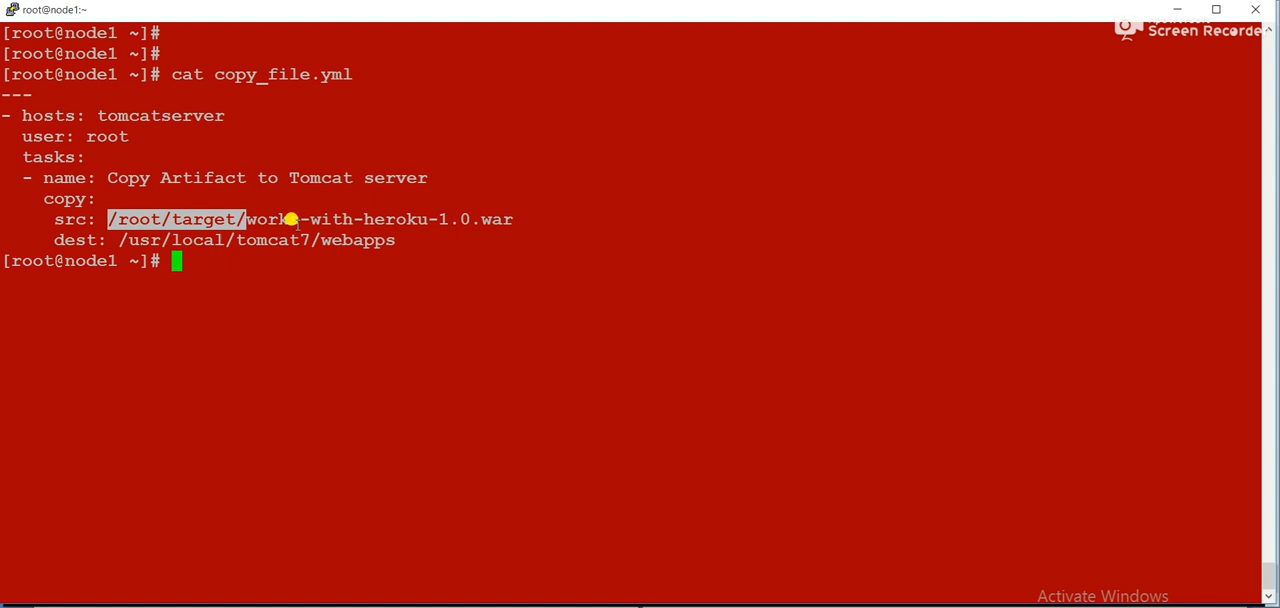 root@node1:~
[root@node1 ~]#
[root@node1 ~]#
Screen Recorde
[root@node1 ~]# cat copy_file.yml
---
- hosts: tomcatserver
  user: root
  tasks:
  - name: Copy Artifact to Tomcat server
    copy:
     src: /root/target/works-with-heroku-1.0.war
     dest: /usr/local/tomcat7/webapps
[root@node1 ~]#
Activate Windows